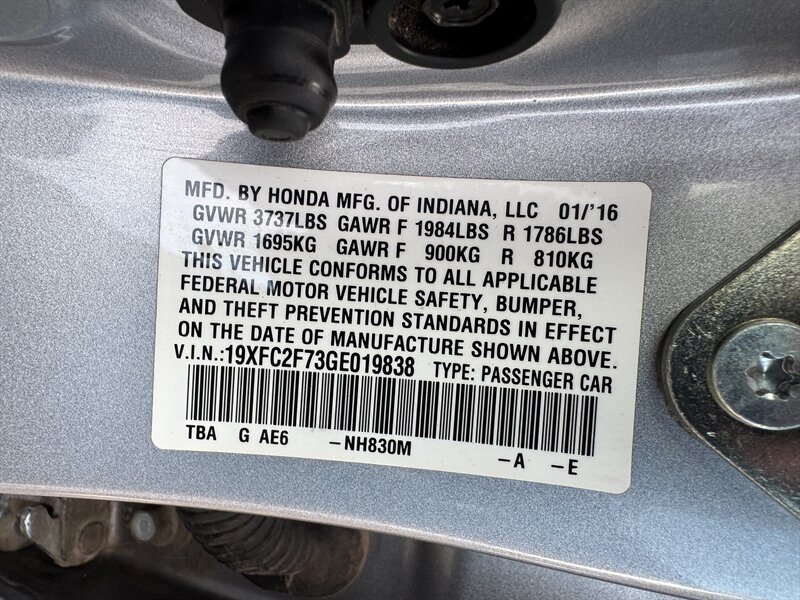 MFD. BY HONDA MFG. OF INDIANA, LLC 01/'16
GVWR 3737LBS GAWR F 1984LBS R 1786LBS
GVWR 1695KG GAWR F 900KG R 810KG
THIS VEHICLE CONFORMS TO ALL APPLICABLE
FEDERAL MOTOR VEHICLE SAFETY, BUMPER,
AND THEFT PREVENTION STANDARDS IN EFFECT
ON THE DATE OF MANUFACTURE SHOWN ABOVE.
V.I.N.:19XFC2F73GE019838 TYPE: PASSENGER CAR
TBA G AE6 –NH830M –A –E